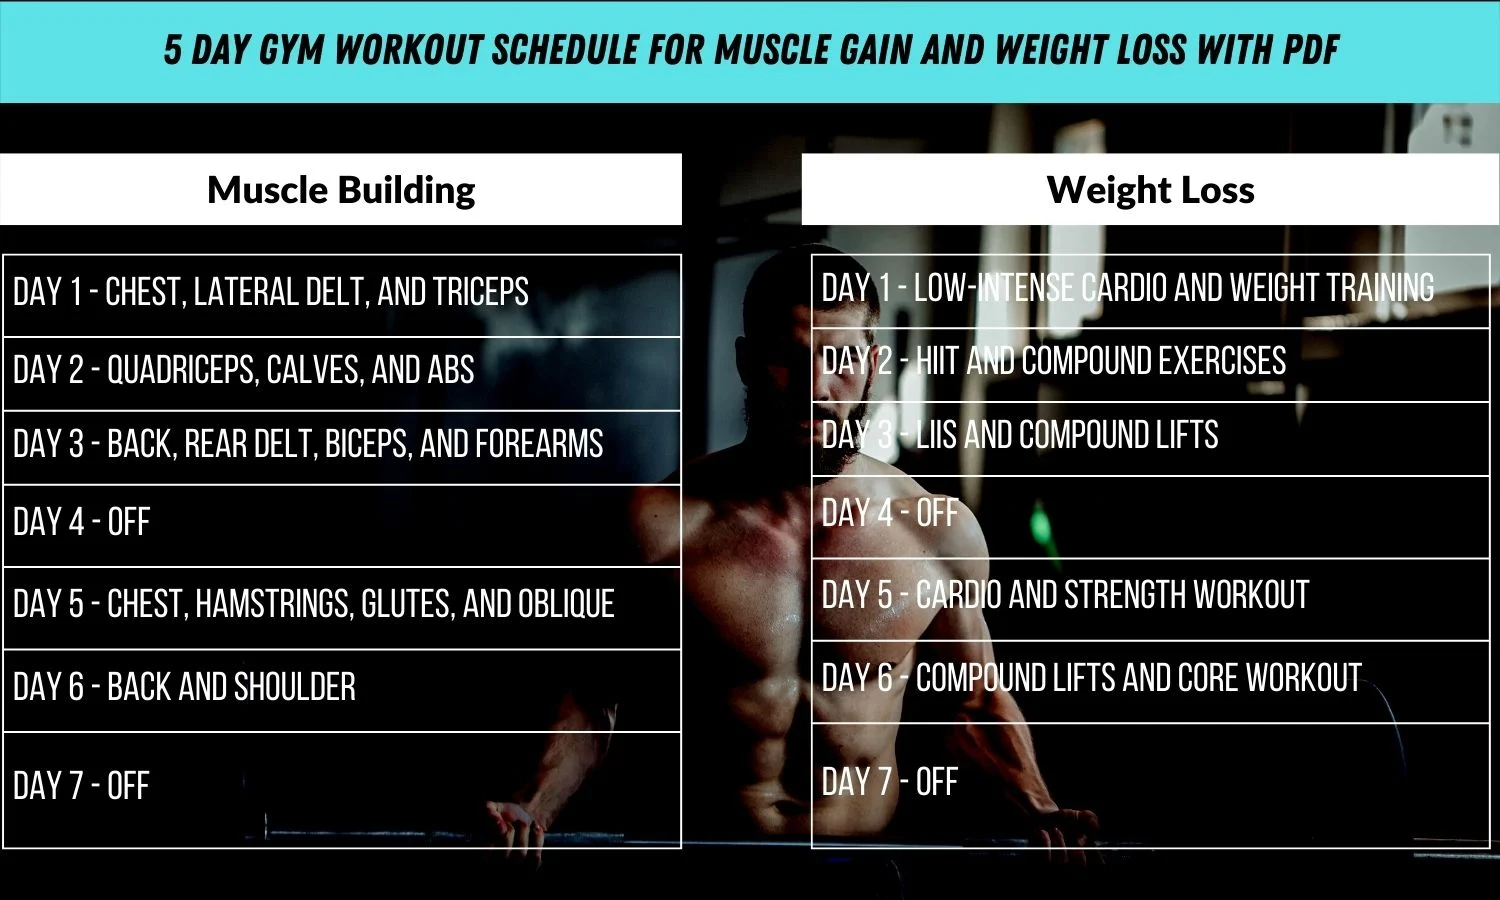 5 DAY GYM WORKOUT SCHEDULE FOR MUSCLE GAIN AND WEIGHT LOSS WITH PDF
Muscle Building
DAY 1 - CHEST, LATERAL DELT, AND TRICEPS
DAY 2 - QUADRICEPS, CALVES, AND ABS
DAY 3 - BACK, REAR DELT, BICEPS, AND FOREARMS
DAY 4 - OFF
DAY 5 - CHEST, HAMSTRINGS, GLUTES, AND OBLIQUE
DAY 6 - BACK AND SHOULDER
DAY 7 - OFF
Weight Loss
DAY 1 - LOW-INTENSE CARDIO AND WEIGHT TRAINING
DAY 2 - HIIT AND COMPOUND EXERCISES
DAY 3 - LIIS AND COMPOUND LIFTS
DAY 4 - OFF
DAY 5 - CARDIO AND STRENGTH WORKOUT
DAY 6 - COMPOUND LIFTS AND CORE WORKOUT
DAY 7 - OFF